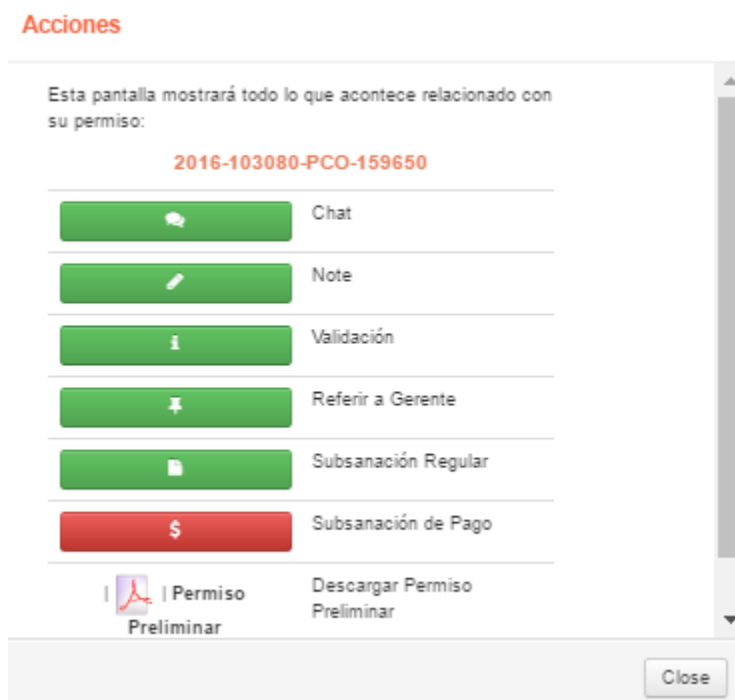 Acciones
Esta pantalla mostrará todo lo que acontece relacionado con
su permiso:
2016-103080-PCO-159650
Chat
Note
i Validación
Referir a Gerente
Subsanación Regular
$ Subsanación de Pago
| | Permiso
Preliminar
Descargar Permiso
Preliminar
Close